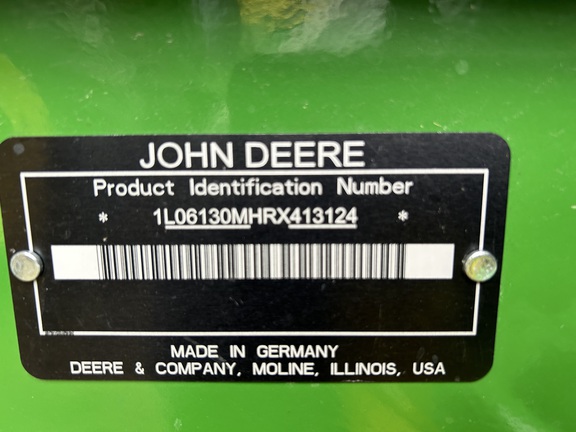 JOHN DEERE
Product Identification Number
* 1L06130MHRX413124 *
MADE IN GERMANY
DEERE & COMPANY, MOLINE, ILLINOIS, USA